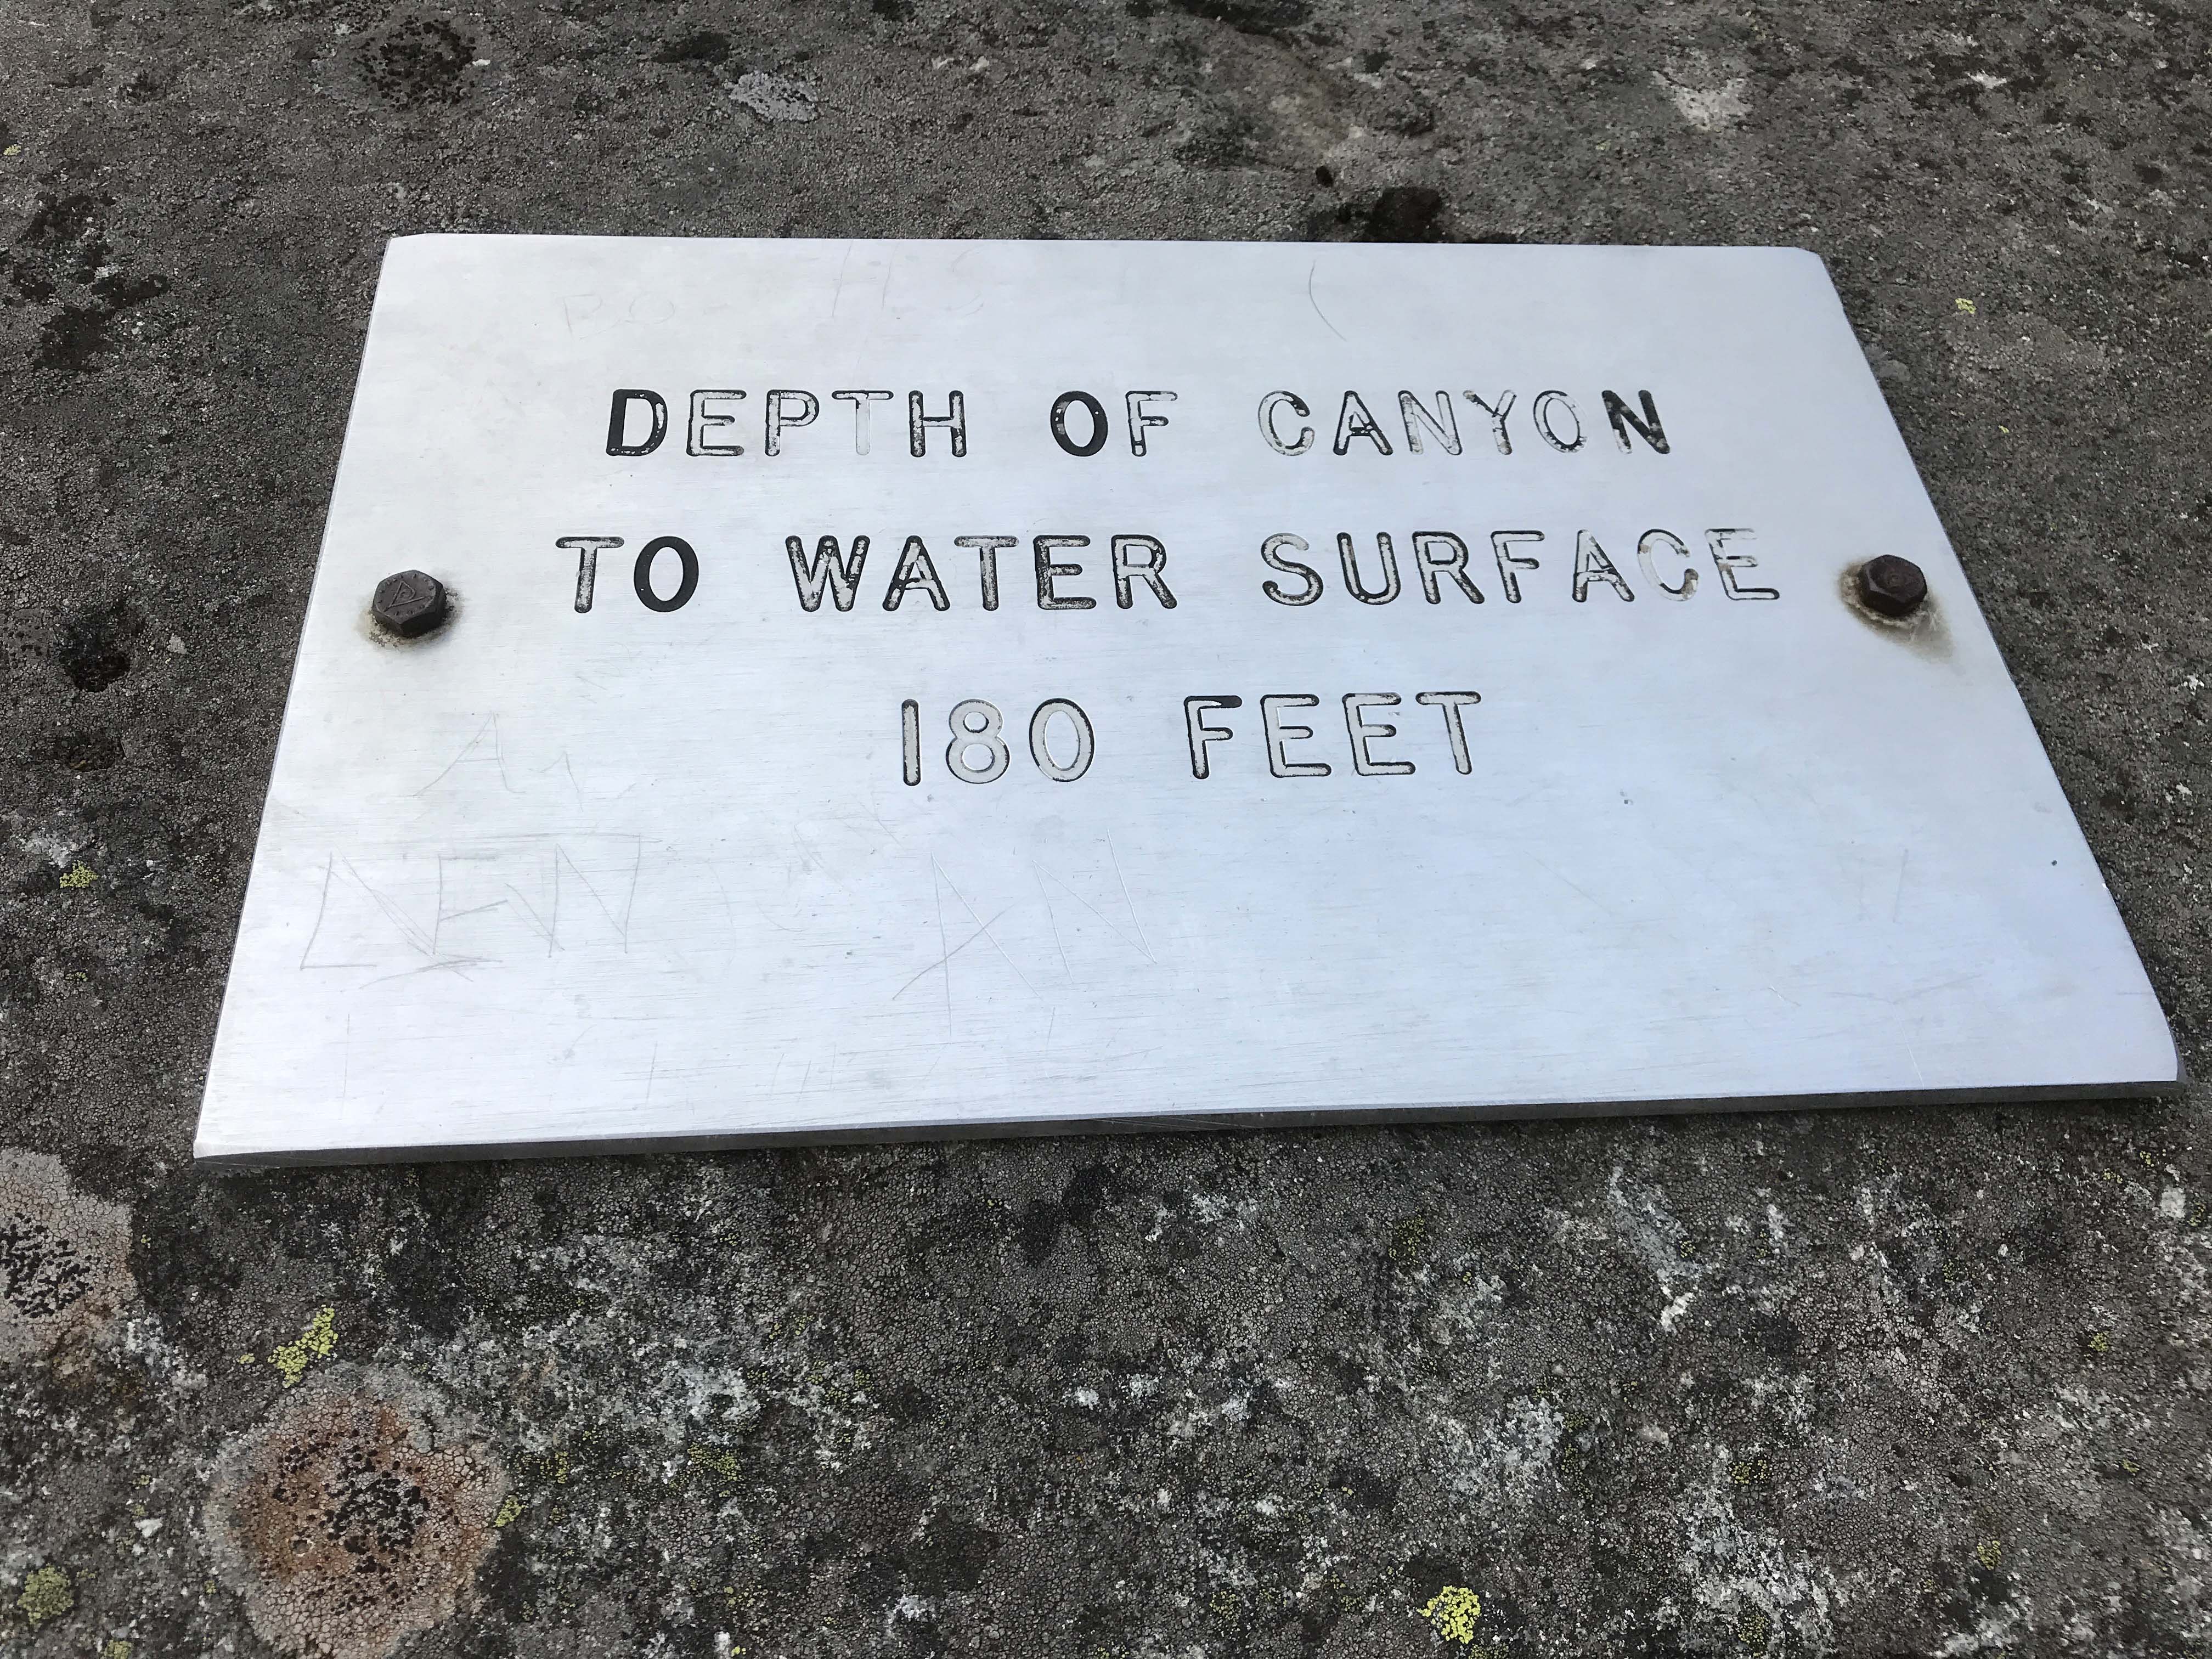 DEPTH OF CANYON
TO WATER SURFACE
180 FEET